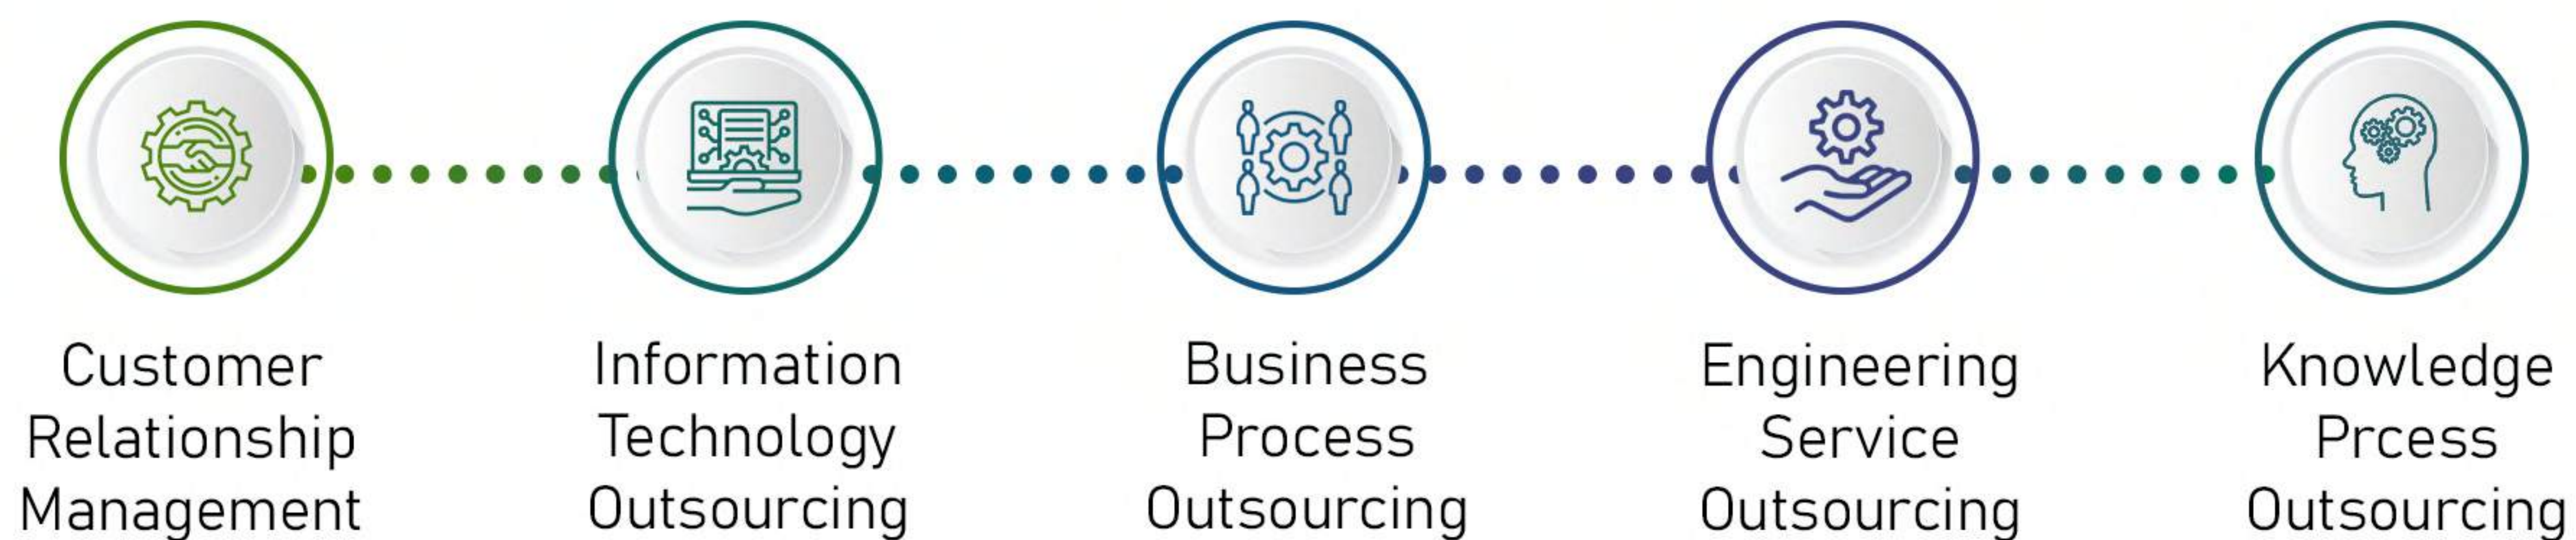 Customer
Relationship
Management
Information
Technology
Outsourcing
Business
Process
Outsourcing
Engineering
Service
Outsourcing
Knowledge
Prcess
Outsourcing